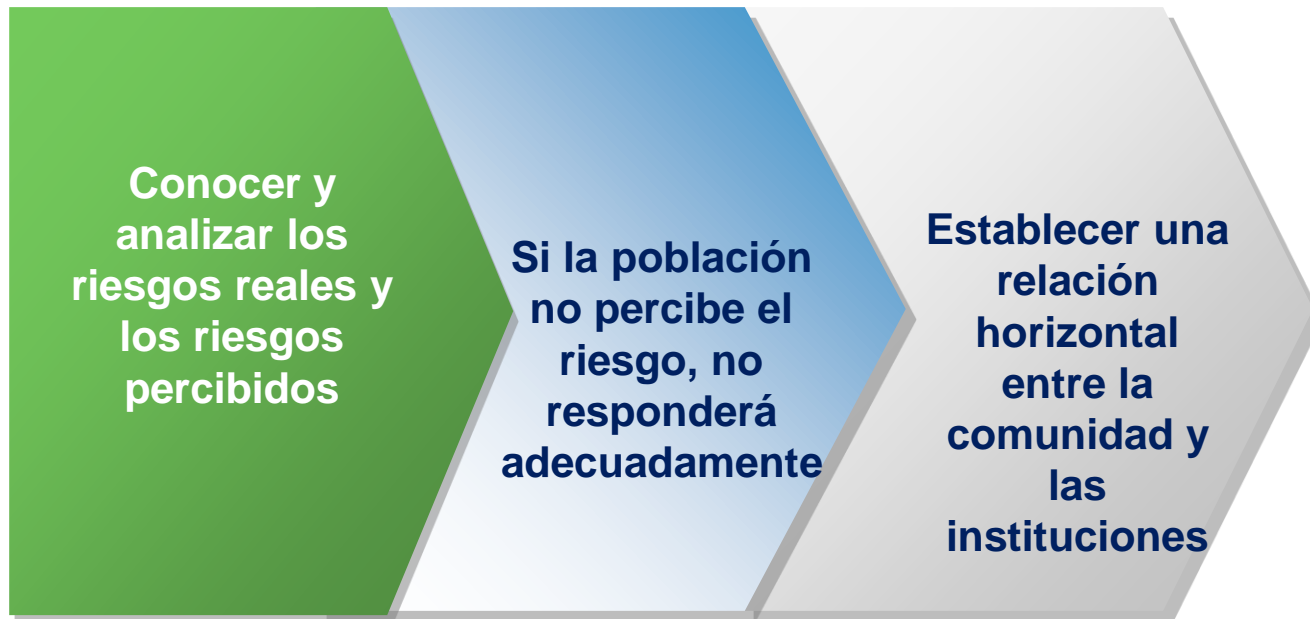 Conocer y
analizar los
riesgos reales y
los riesgos
percibidos
Si la población
no percibe el
riesgo, no
responderá
adecuadamente
Establecer una
relación
horizontal
entre la
comunidad y
las
instituciones